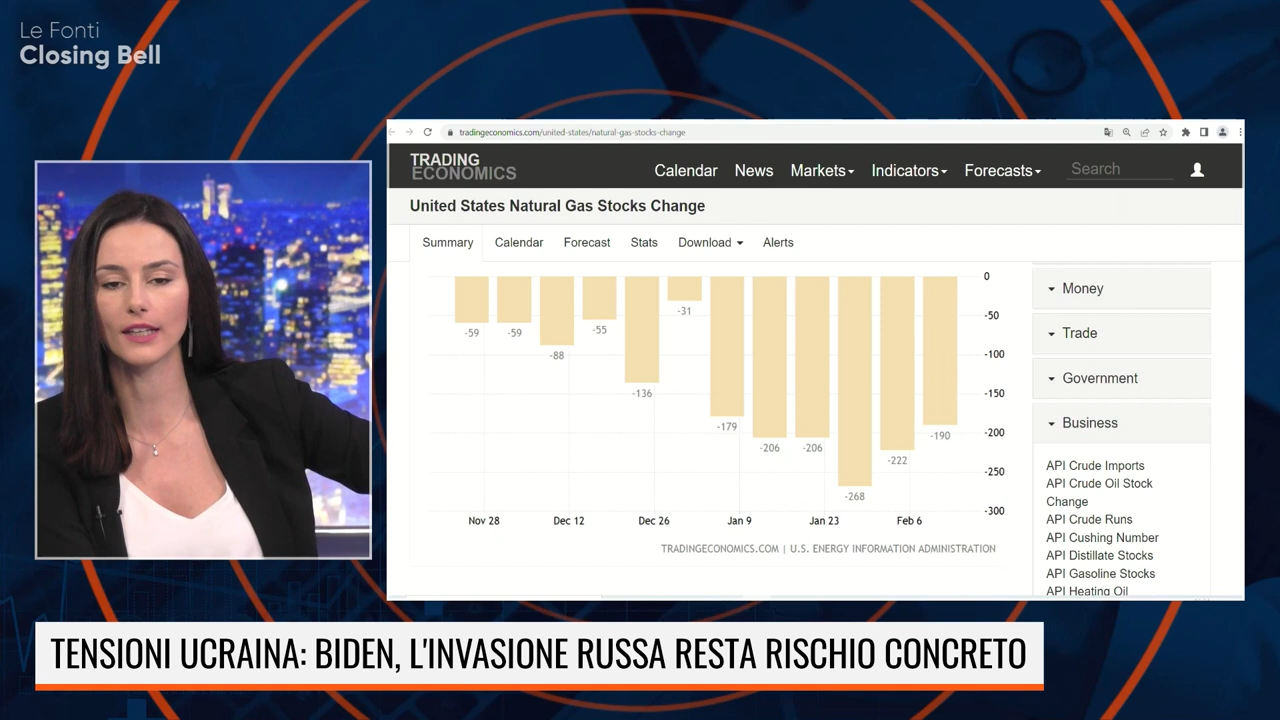 Le Fonti
Closing Bell
tradingeconomics.com/united-states/natural-gas-stocks-change
TRADING
ECONOMICS
Calendar News Markets Indicators Forecasts Search
United States Natural Gas Stocks Change
Summary Calendar Forecast Stats Download Alerts
0
-50
-100
-150
-200
-250
-300
-59
-59
-88
-55
-136
-31
-179
-206
-206
-268
-222
-190
Nov 28 Dec 12 Dec 26 Jan 9 Jan 23 Feb 6
TRADINGECONOMICS.COM | U.S. ENERGY INFORMATION ADMINISTRATION
Money
Trade
Government
Business
API Crude Imports
API Crude Oil Stock
Change
API Crude Runs
API Cushing Number
API Distillate Stocks
API Gasoline Stocks
API Heating Oil
TENSIONI UCRAINA: BIDEN, L'INVASIONE RUSSA RESTA RISCHIO CONCRETO